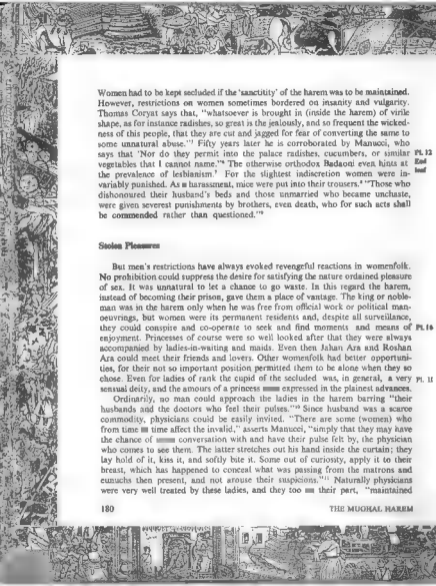 Women had to be kept secluded if the 'sanctitity' of the harem was to be maintained.
However, restrictions on women sometimes bordered on insanity and vulgarity.
Thomas Coryat says that, "whatsoever is brought in (inside the harem) of virile
shape, as for instance radishes, so great is the jealously, and so frequent the wicked-
ness of this people, that they are cut and jagged for fear of converting the same to
some unnatural abuse." Fifty years later he is corroborated by Manucci, who
says that 'Nor do they permit into the palace radishes, cucumbers, or similar PL 12
vegetables that I cannot name." The otherwise orthodox Badaoni even hints at End
the prevalence of lesbianism. For the slightest indiscretion women were in- leaf
variably punished. As a harassment, mice were put into their trousers. "Those who
dishonoured their husband's beds and those unmarried who became unchaste,
were given severest punishments by brothers, even death, who for such acts shall
be commended rather than questioned."
Stolen Pleasures
But men's restrictions have always evoked revengeful reactions in womenfolk.
No prohibition could suppress the desire for satisfying the nature ordained pleasure
of sex. It was unnatural to let a chance go waste. In this regard the harem,
instead of becoming their prison, gave them a place of vantage. The king or noble-
man was in the harem only when he was free from official work or political man-
oeuvrings, but women were its permanent residents and, despite all surveillance,
they could conspire and co-operate to seek and find moments and means of PL 16
enjoyment. Princesses of course were so well looked after that they were always
accompanied by ladies-in-waiting and maids. Even then Jahan Ara and Roshan
Ara could meet their friends and lovers. Other womenfolk had better opportuni-
ties, for their not so important position permitted them to be alone when they so
chose. Even for ladies of rank the cupid of the secluded was, in general, a very PL 11
sensual deity, and the amours of a princess expressed in the plainest advances.
Ordinarily, no man could approach the ladies in the harem barring "their
husbands and the doctors who feel their pulses." Since husband was a scarce
commodity, physicians could be easily invited. "There are some (women) who
from time time affect the invalid," asserts Manucci, "simply that they may have
the chance of conversation with and have their pulse felt by, the physician
who comes to see them. The latter stretches out his hand inside the curtain; they
lay hold of it, kiss it, and softly bite it. Some out of curiosity, apply it to their
breast, which has happened to conceal what was passing from the matrons and
eunuchs then present, and not arouse their suspicions." Naturally physicians
were very well treated by these ladies, and they too their part, "maintained
180 THE MUGHAL HAREM